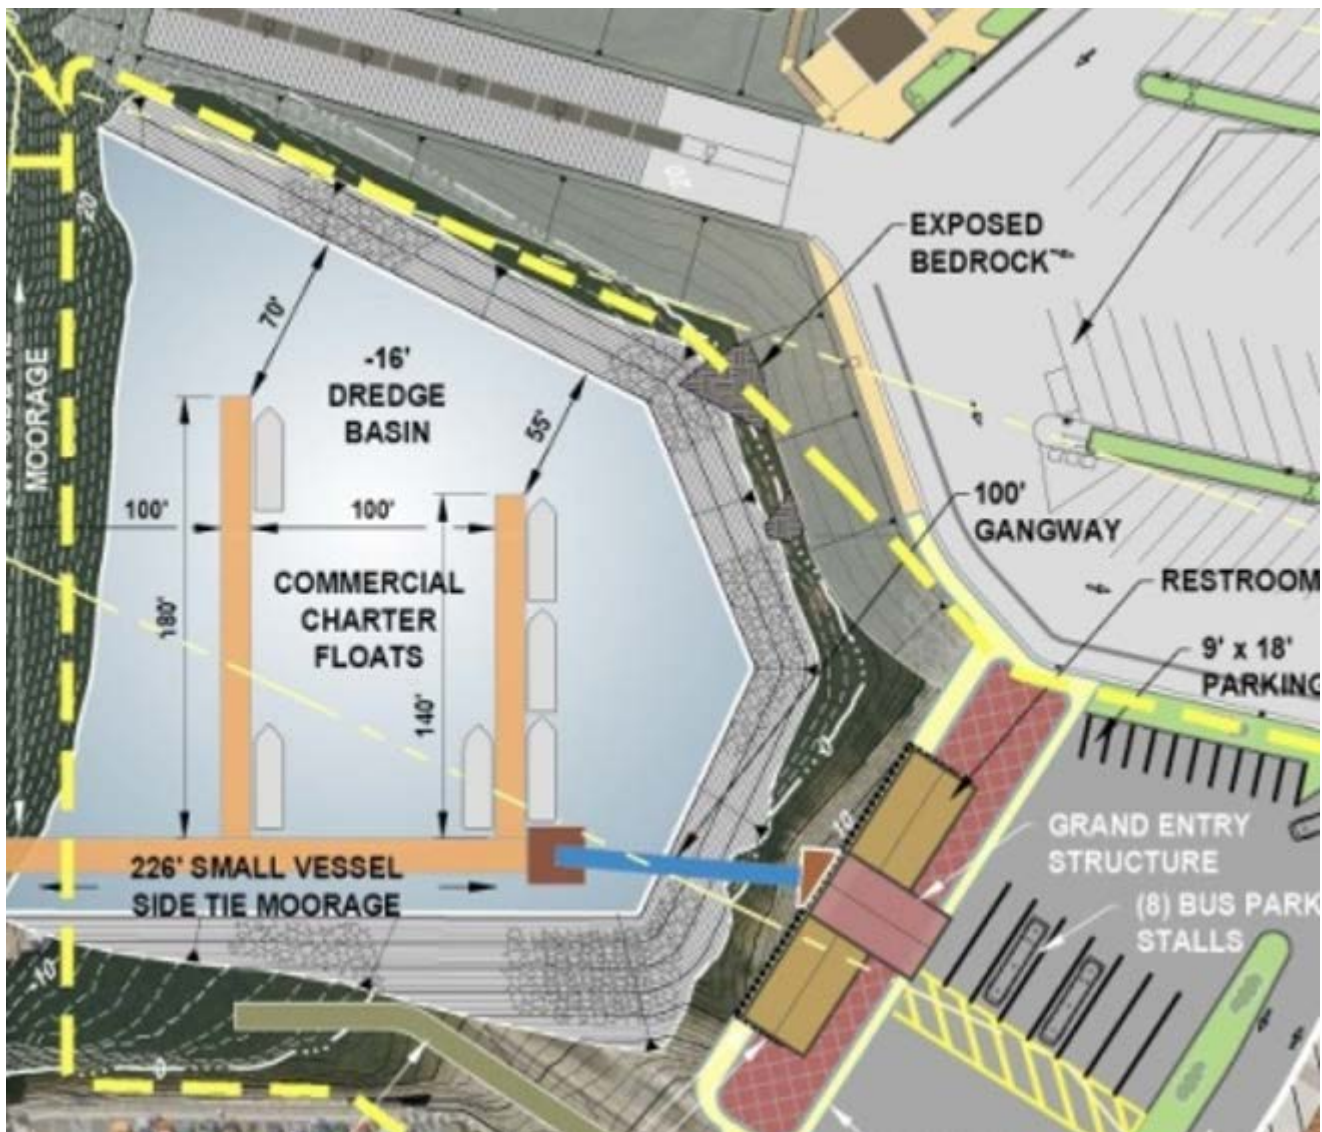 20
-20
EXPOSED
BEDROCK
70'
-16'
DREDGE
BASIN
MOORAGE
55'
100'
100'
100'
GANGWAY
COMMERCIAL
CHARTER
FLOATS
180'
140'
RESTROOM
9' x 18'
PARKING
0
10
GRAND ENTRY
STRUCTURE
226' SMALL VESSEL
SIDE TIE MOORAGE
(8) BUS PARK
STALLS
-10
0